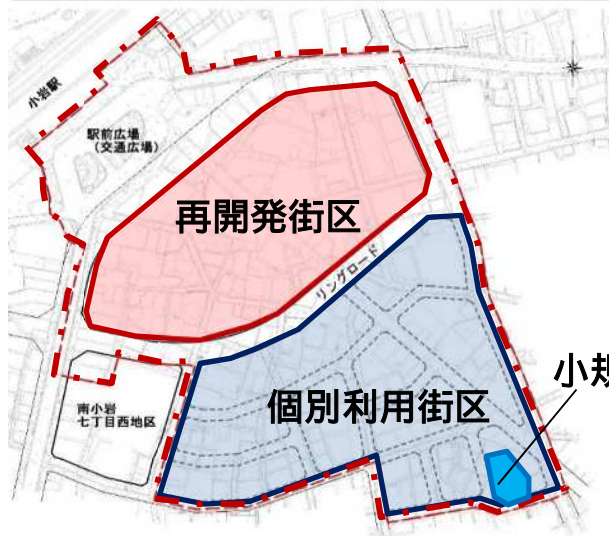 小岩駅
駅前広場
（交通広場）
再開発街区
リングロード
小規
個別利用街区
南小岩
七丁目西地区